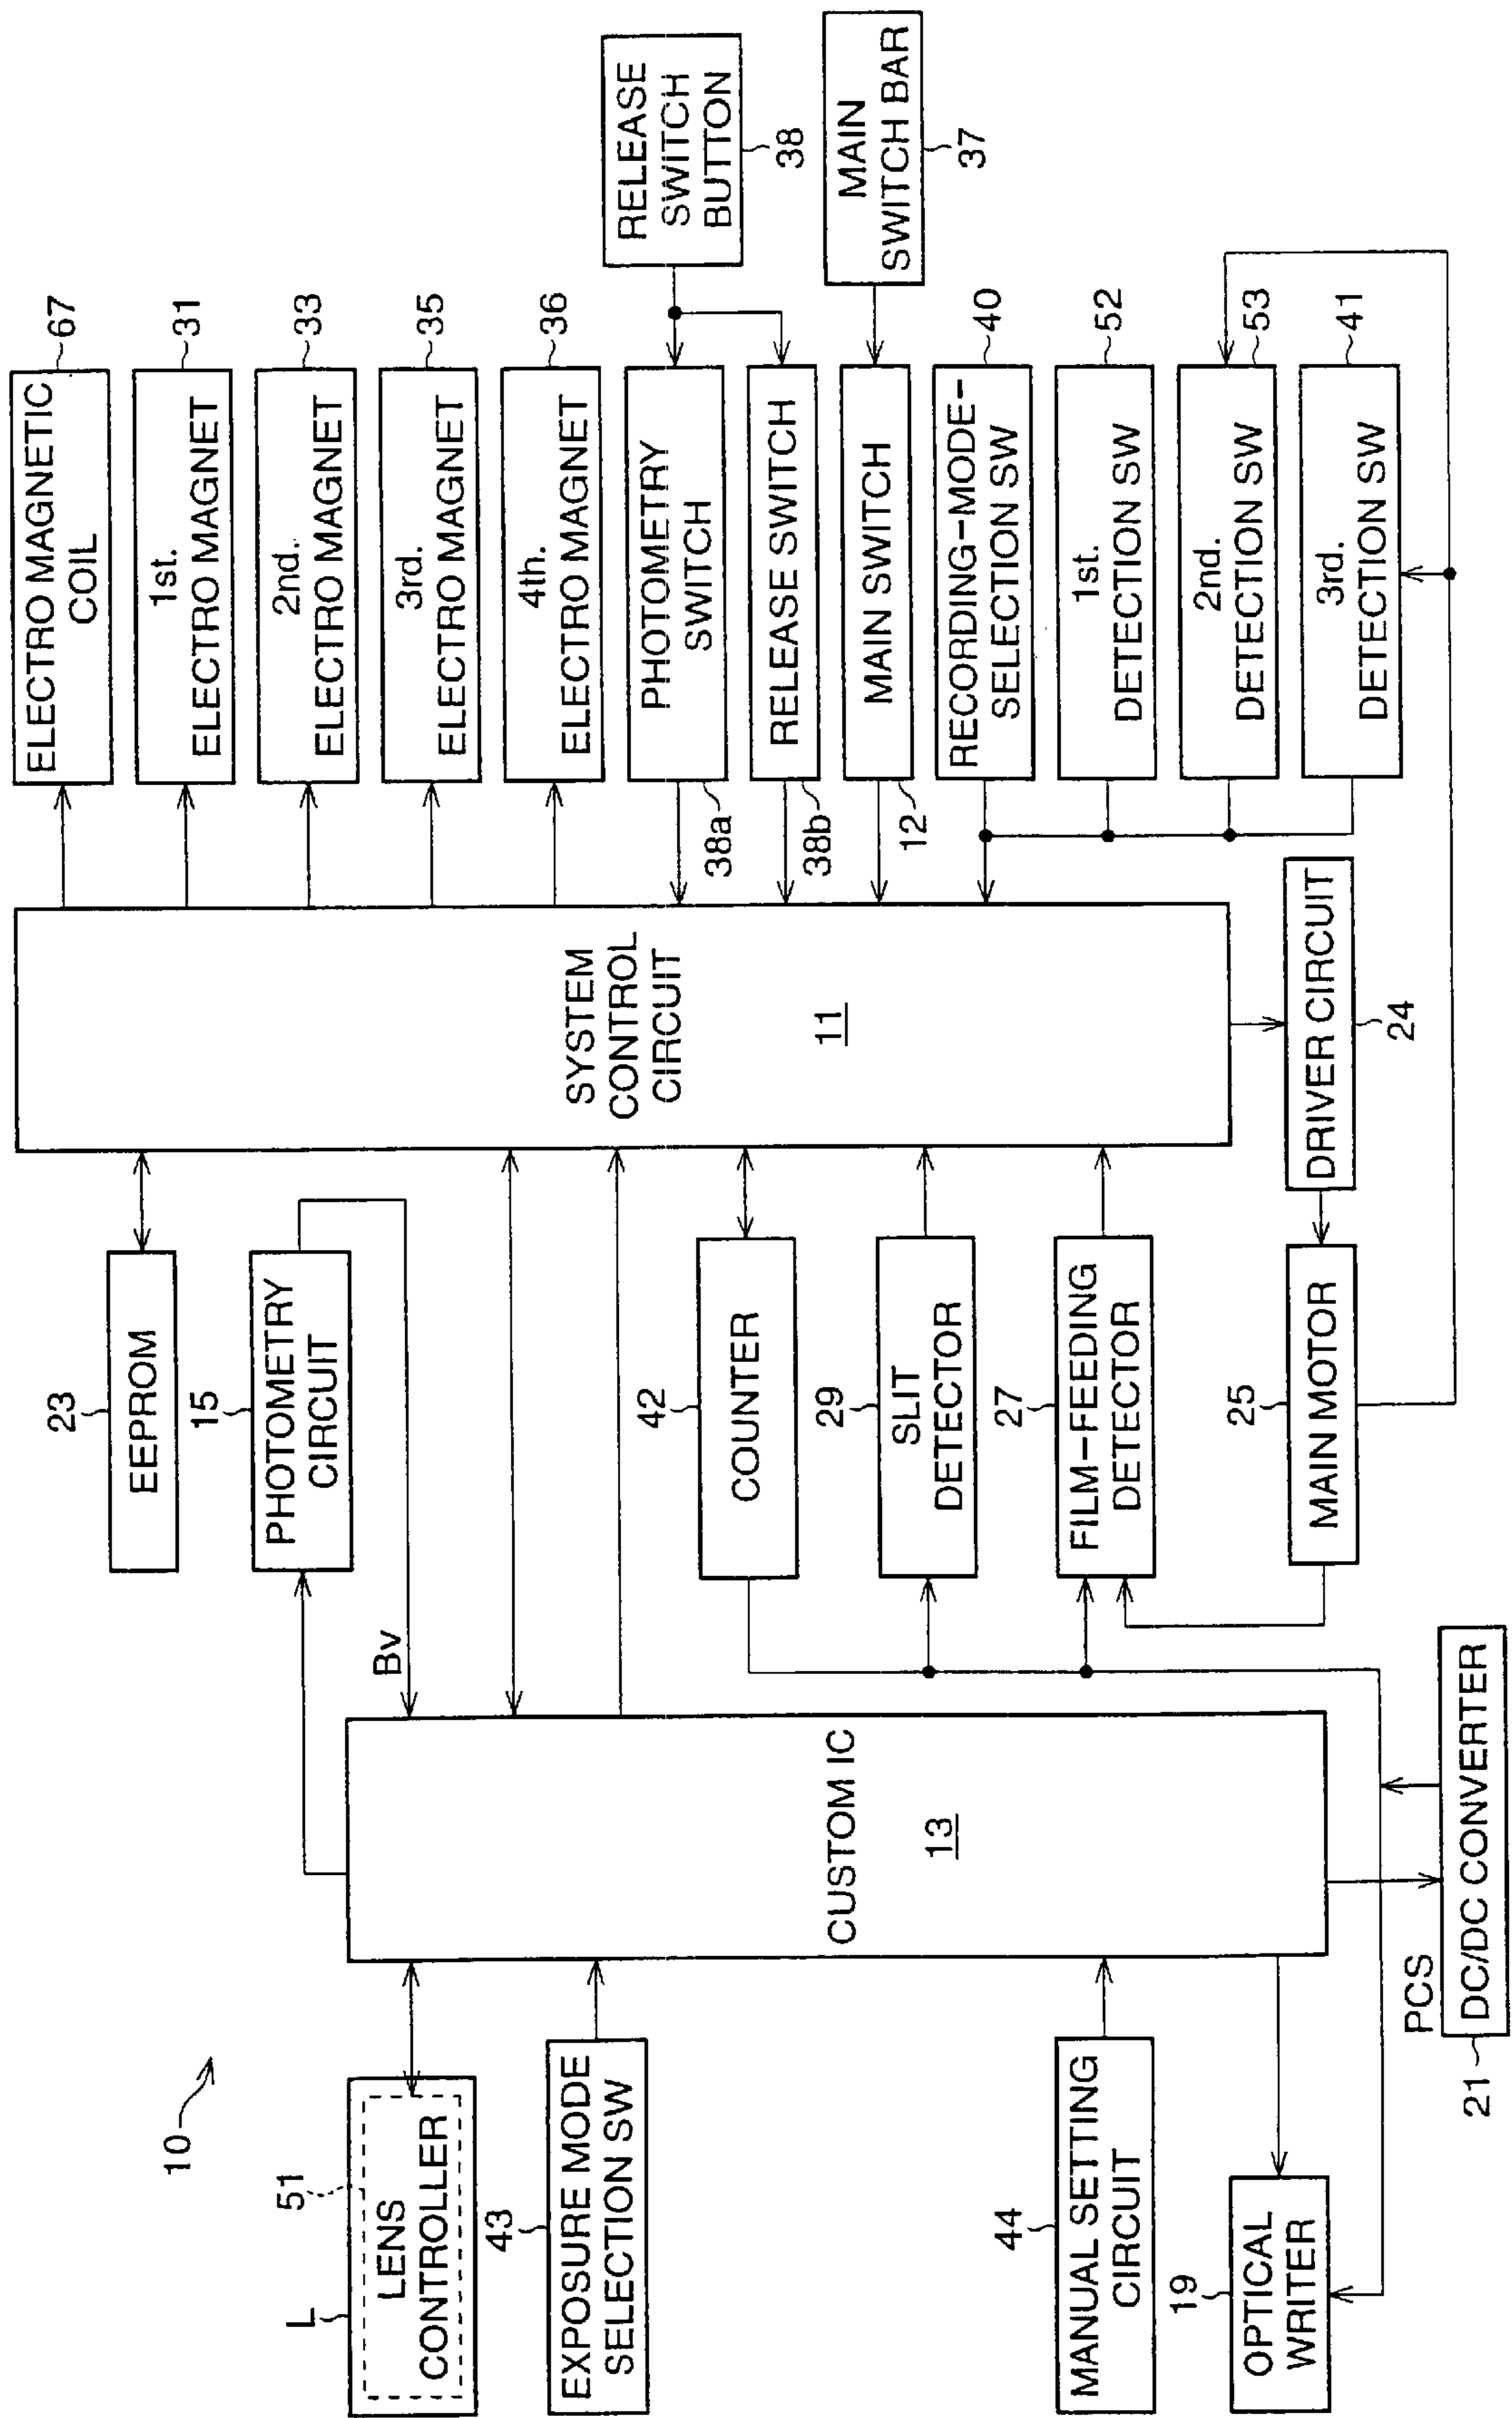 10
L
51
LENS
CONTROLLER
43
EXPOSURE MODE
SELECTION SW
44
MANUAL SETTING
CIRCUIT
19
OPTICAL
WRITER
CUSTOM IC
13
PCS
21
DC/DC CONVERTER
23
EEPROM
15
PHOTOMETRY
CIRCUIT
Bv
42
COUNTER
29
SLIT
DETECTOR
27
FILM-FEEDING
DETECTOR
25
MAIN MOTOR
SYSTEM
CONTROL
CIRCUIT
11
DRIVER CIRCUIT
24
ELECTRO MAGNETIC
COIL
67
1st.
ELECTRO MAGNET
31
2nd.
ELECTRO MAGNET
33
3rd.
ELECTRO MAGNET
35
4th.
ELECTRO MAGNET
36
PHOTOMETRY
SWITCH
38a
RELEASE SWITCH
38b
MAIN SWITCH
12
RECORDING-MODE-
SELECTION SW
40
1st.
DETECTION SW
52
2nd.
DETECTION SW
53
3rd.
DETECTION SW
41
RELEASE
SWITCH
BUTTON
38
MAIN
SWITCH BAR
37